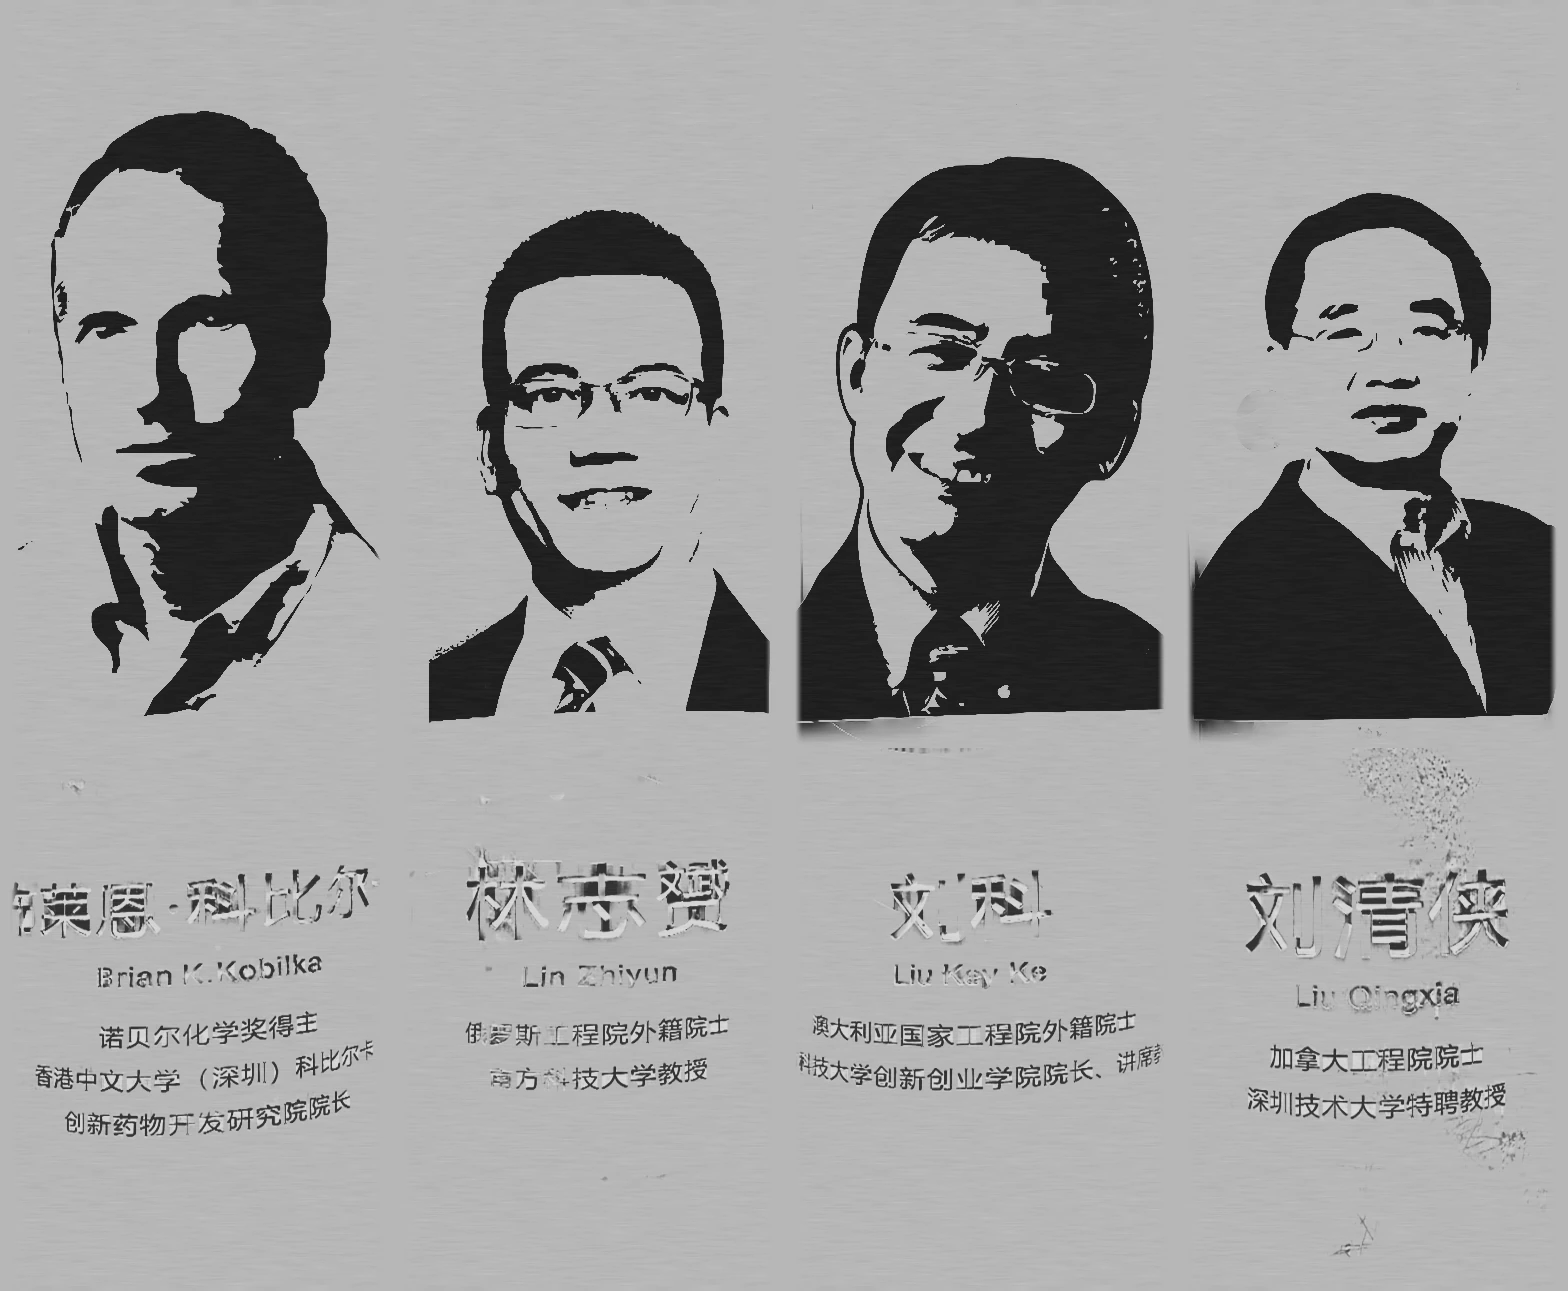 莱恩·科比尔
Brian K. Kobilka
诺贝尔化学奖得主
香港中文大学（深圳）科比尔卡
创新药物开发研究院院长
林志赟
Lin Zhiyun
俄罗斯工程院外籍院士
南方科技大学教授
刘科
Liu Key Ke
澳大利亚国家工程院外籍院士
科技大学创新创业学院院长、讲席
刘清侠
Liu Qingxia
加拿大工程院院士
深圳技术大学特聘教授